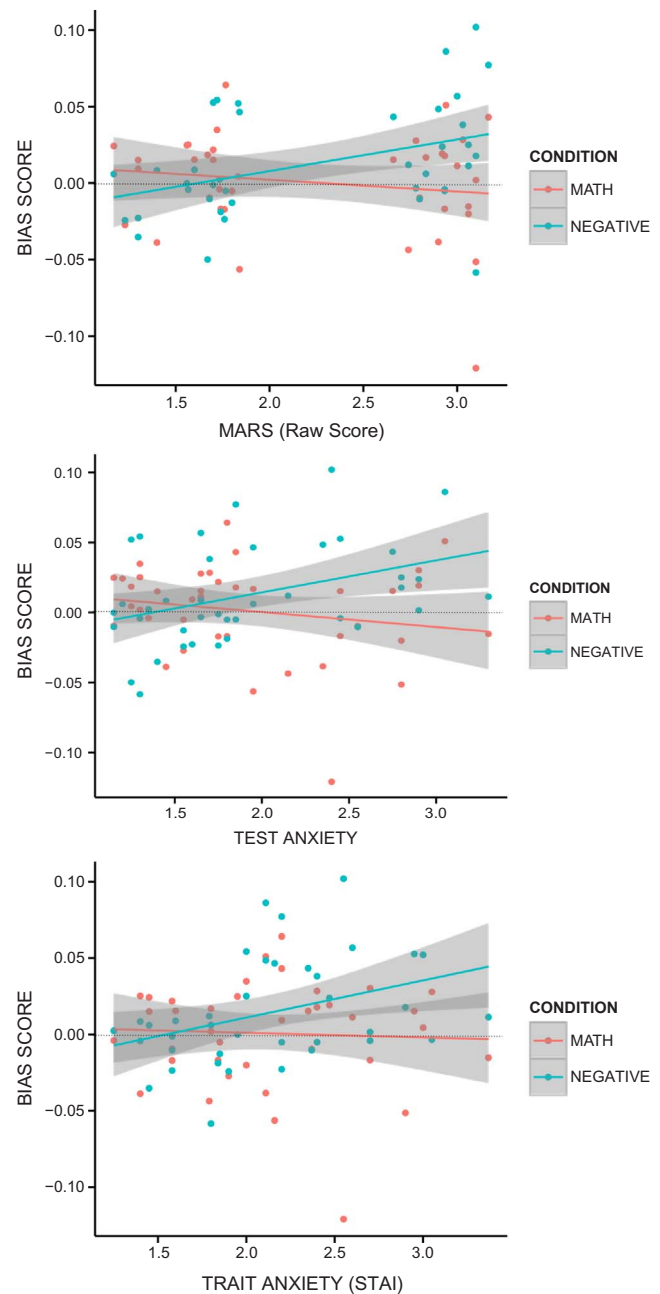 0.10
0.05
0.00
−0.05
−0.10
BIAS SCORE
1.5 2.0 2.5 3.0
MARS (Raw Score)
CONDITION
MATH
NEGATIVE
0.10
0.05
0.00
−0.05
−0.10
BIAS SCORE
1.5 2.0 2.5 3.0
TEST ANXIETY
CONDITION
MATH
NEGATIVE
0.10
0.05
0.00
−0.05
−0.10
BIAS SCORE
1.5 2.0 2.5 3.0
TRAIT ANXIETY (STAI)
CONDITION
MATH
NEGATIVE